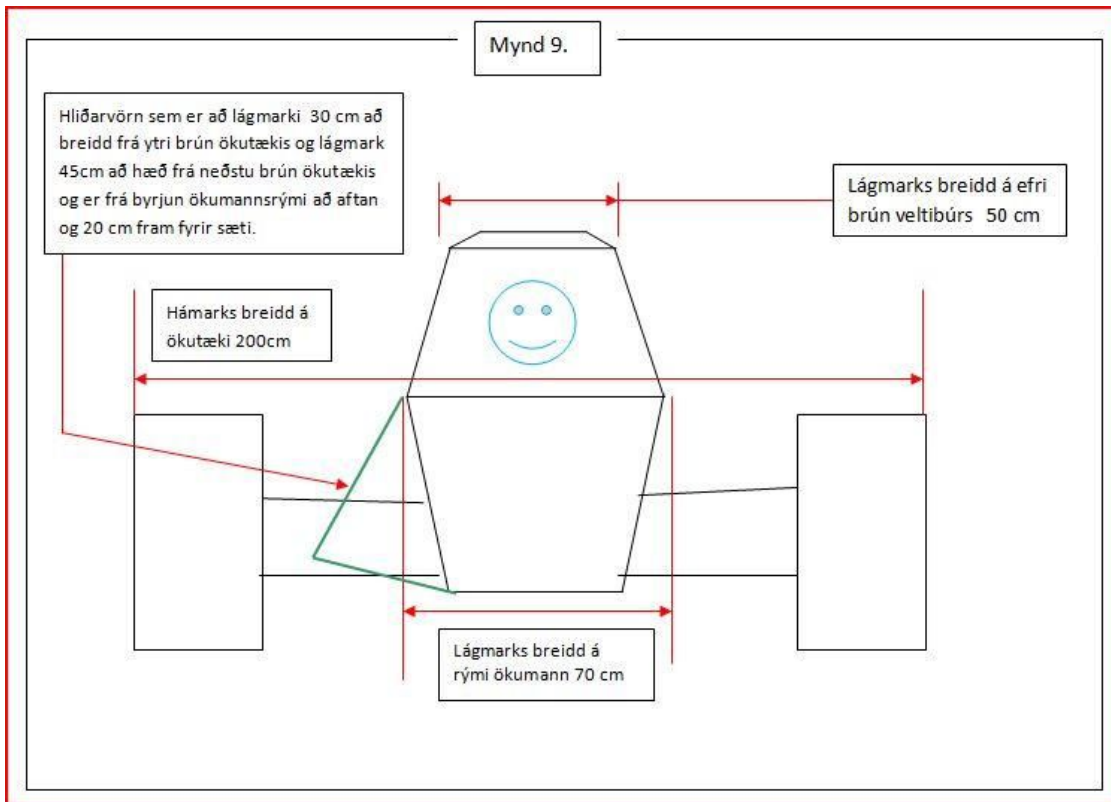 Mynd 9.
Hliðarvörn sem er að lágmarki 30 cm að
breidd frá ytri brún ökutækis og lágmark
45cm að hæð frá neðstu brún ökutækis
og er frá byrjun ökumannsrými að aftan
og 20 cm fram fyrir sæti.
Lágmarks breidd á efri
brún veltibúrs 50 cm
Hámarks breidd á
ökutæki 200cm
Lágmarks breidd á
rými ökumann 70 cm